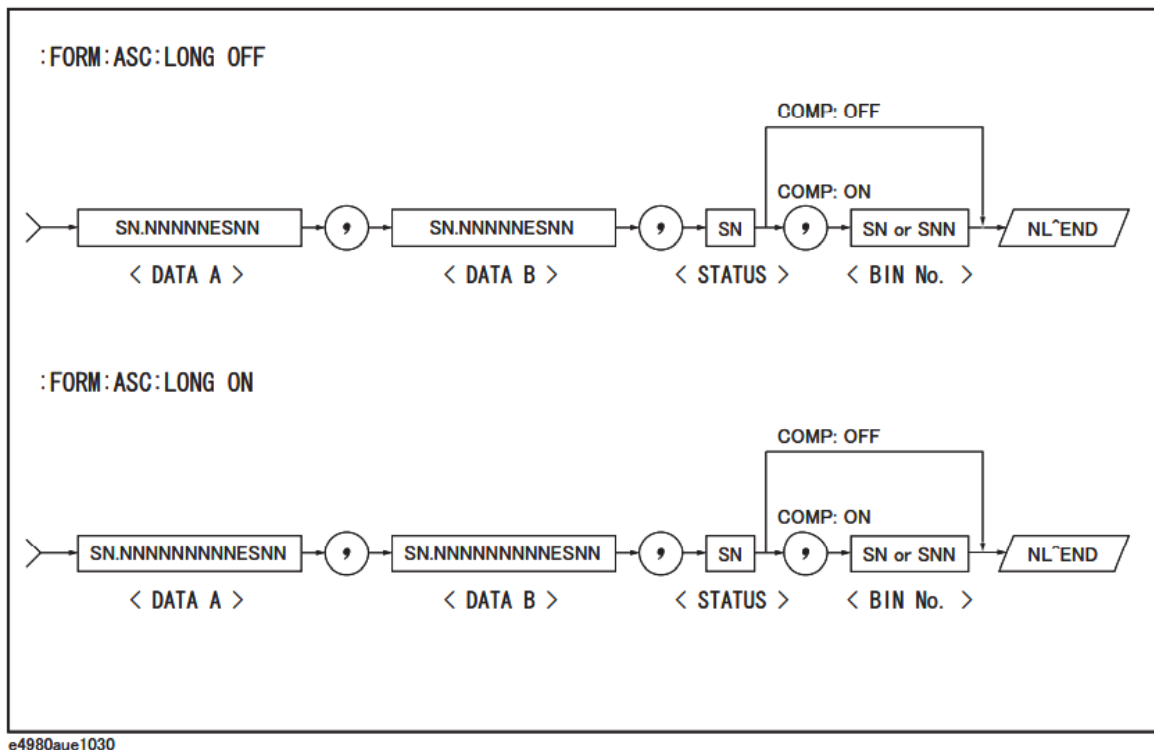 :FORM:ASC:LONG OFF
COMP: OFF
COMP: ON
SN.NNNNNESNN , SN.NNNNNESNN , SN , SN or SNN NL^END
< DATA A > < DATA B > < STATUS > < BIN No. >
:FORM:ASC:LONG ON
COMP: OFF
COMP: ON
SN.NNNNNNNNNESNN , SN.NNNNNNNNNESNN , SN , SN or SNN NL^END
< DATA A > < DATA B > < STATUS > < BIN No. >
e4980aue1030